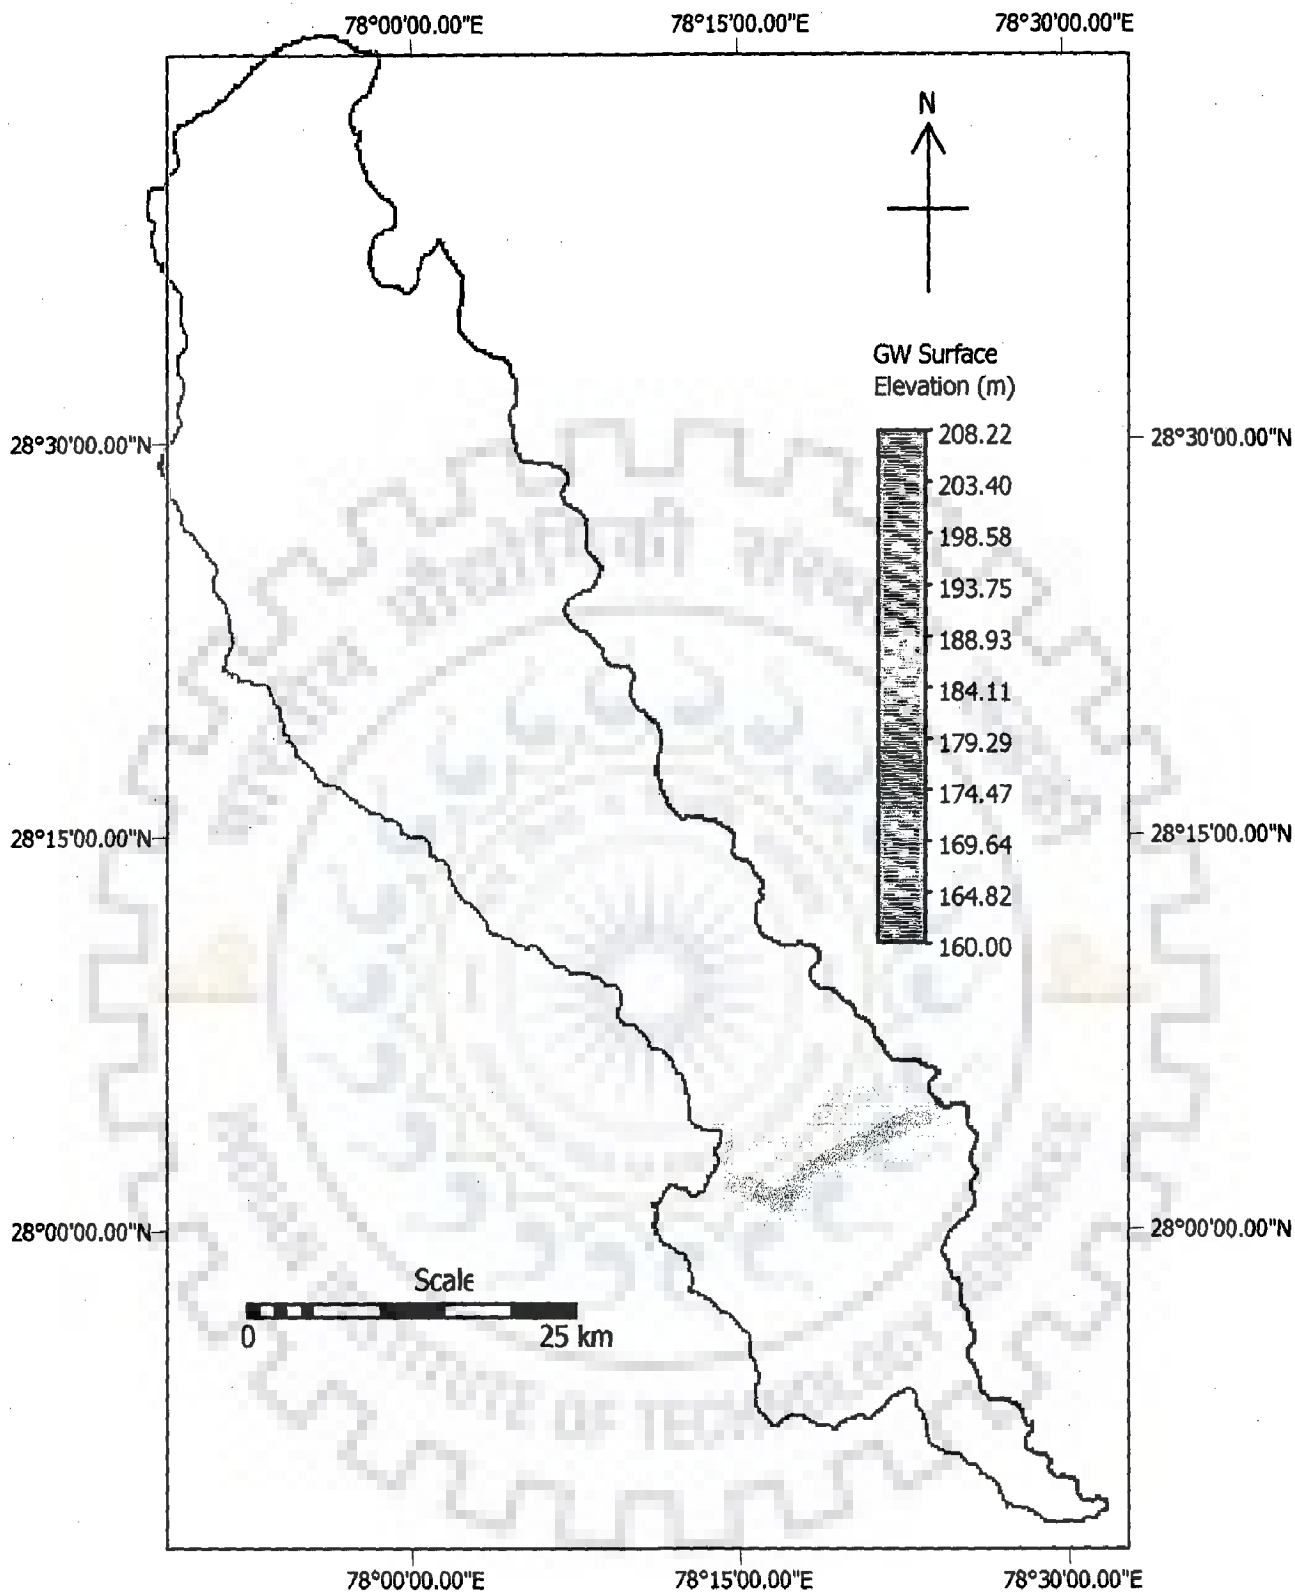 78°00'00.00"E 78°15'00.00"E 78°30'00.00"E
N
GW Surface
Elevation (m)
28°30'00.00"N 28°30'00.00"N
208.22
203.40
198.58
193.75
188.93
184.11
179.29
174.47
169.64
164.82
160.00
28°15'00.00"N 28°15'00.00"N
28°00'00.00"N 28°00'00.00"N
Scale
0 25 km
OF
78°00'00.00"E 78°15'00.00"E 78°30'00.00"E